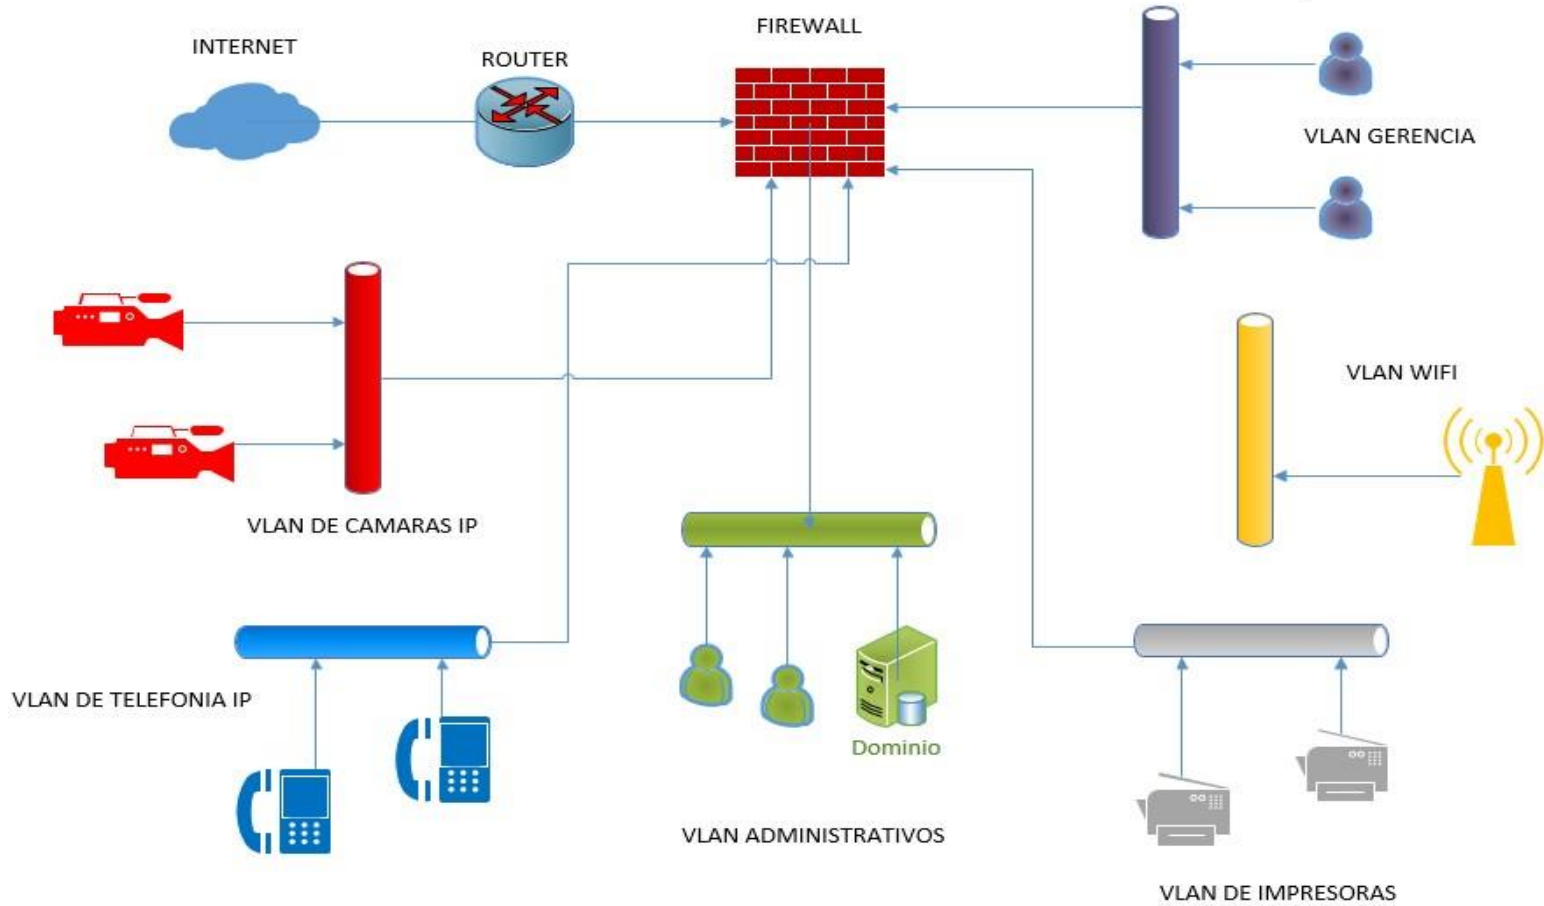 FIREWALL
INTERNET
ROUTER
VLAN GERENCIA
VLAN WIFI
VLAN DE CAMARAS IP
VLAN DE TELEFONIA IP
Dominio
VLAN ADMINISTRATIVOS
VLAN DE IMPRESORAS